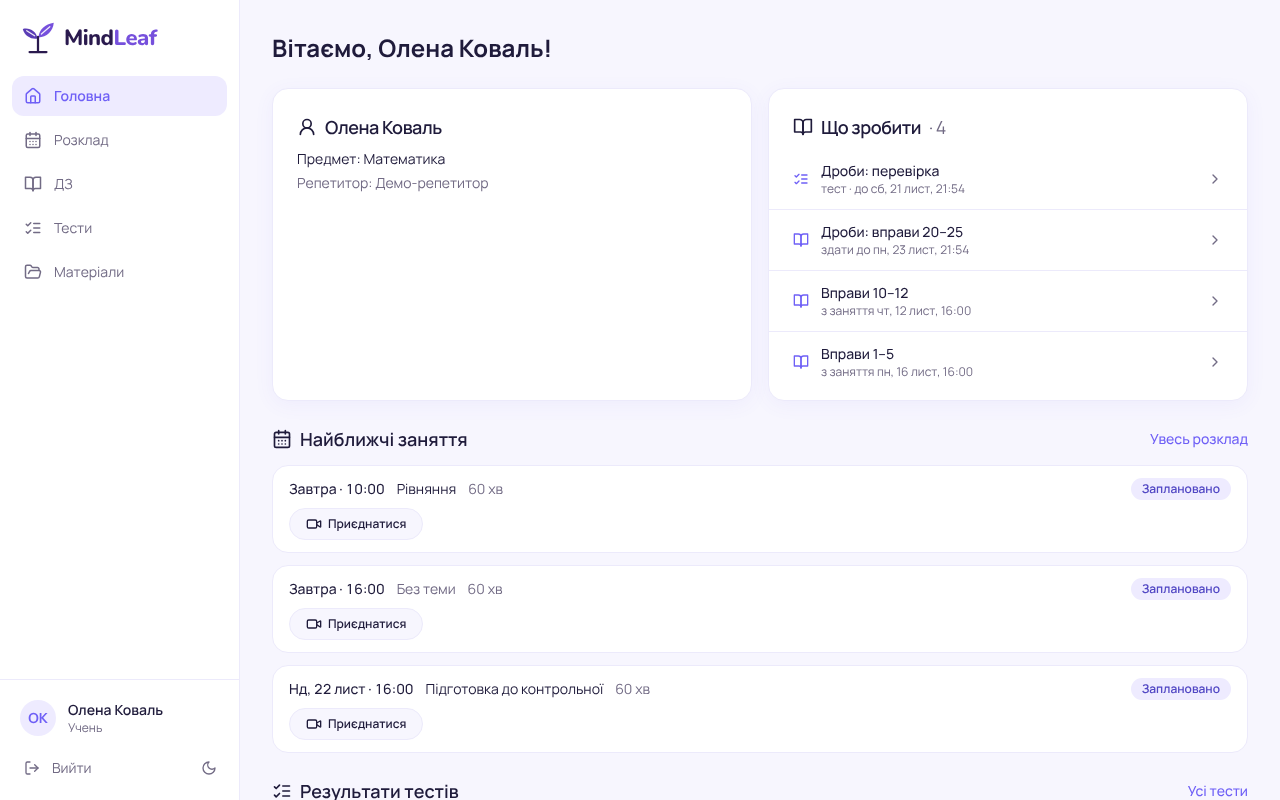 MindLeaf
Головна
Розклад
ДЗ
Тести
Матеріали
ОК
Олена Коваль
Учень
Вийти
Вітаємо, Олена Коваль!
Олена Коваль
Предмет: Математика
Репетитор: Демо-репетитор
Що зробити · 4
Дроби: перевірка
тест · до сб, 21 лист, 21:54
Дроби: вправи 20–25
здати до пн, 23 лист, 21:54
Вправи 10–12
з заняття чт, 12 лист, 16:00
Вправи 1–5
з заняття пн, 16 лист, 16:00
Найближчі заняття
Увесь розклад
Завтра · 10:00 Рівняння 60 хв
Заплановано
Приєднатися
Завтра · 16:00 Без теми 60 хв
Заплановано
Приєднатися
Нд, 22 лист · 16:00 Підготовка до контрольної 60 хв
Заплановано
Приєднатися
Результати тестів
Усі тести